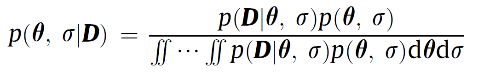 p(θ, σ|D) = p(D|θ, σ)p(θ, σ) / ∬ ⋯ ∬ p(D|θ, σ)p(θ, σ)dθdσ